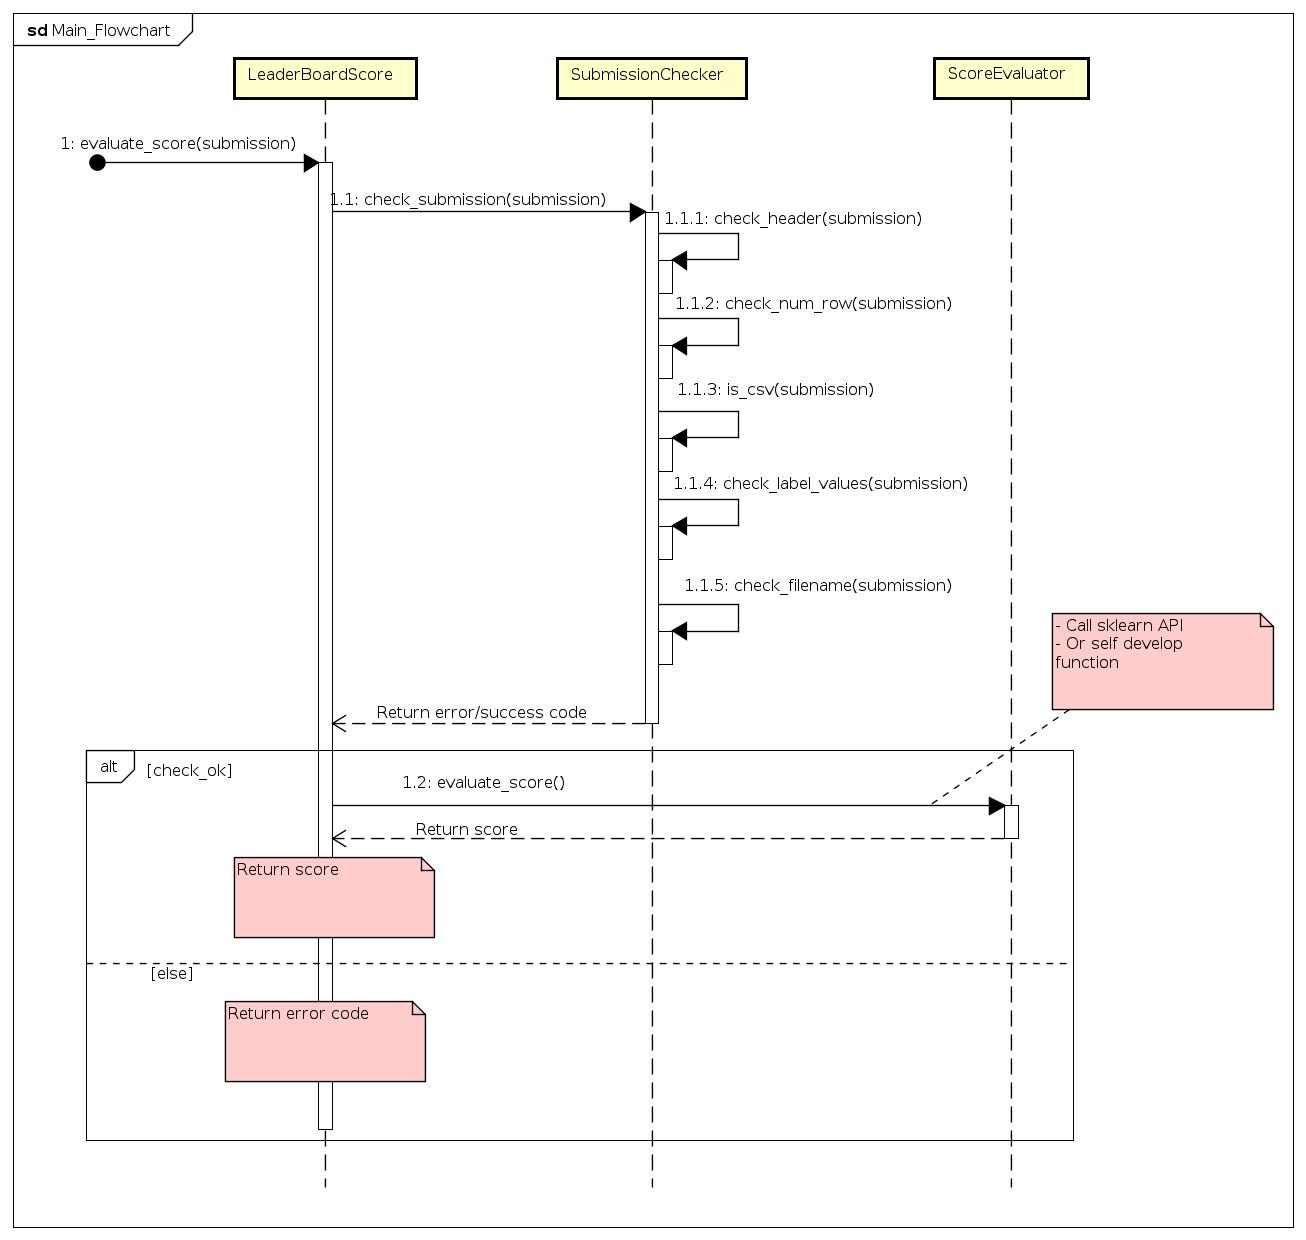 sd Main_Flowchart
LeaderBoardScore
SubmissionChecker
ScoreEvaluator
1: evaluate_score(submission)
1.1: check_submission(submission)
1.1.1: check_header(submission)
1.1.2: check_num_row(submission)
1.1.3: is_csv(submission)
1.1.4: check_label_values(submission)
1.1.5: check_filename(submission)
- Call sklearn API
- Or self develop
function
Return error/success code
alt
[check_ok]
1.2: evaluate_score()
Return score
Return score
[else]
Return error code